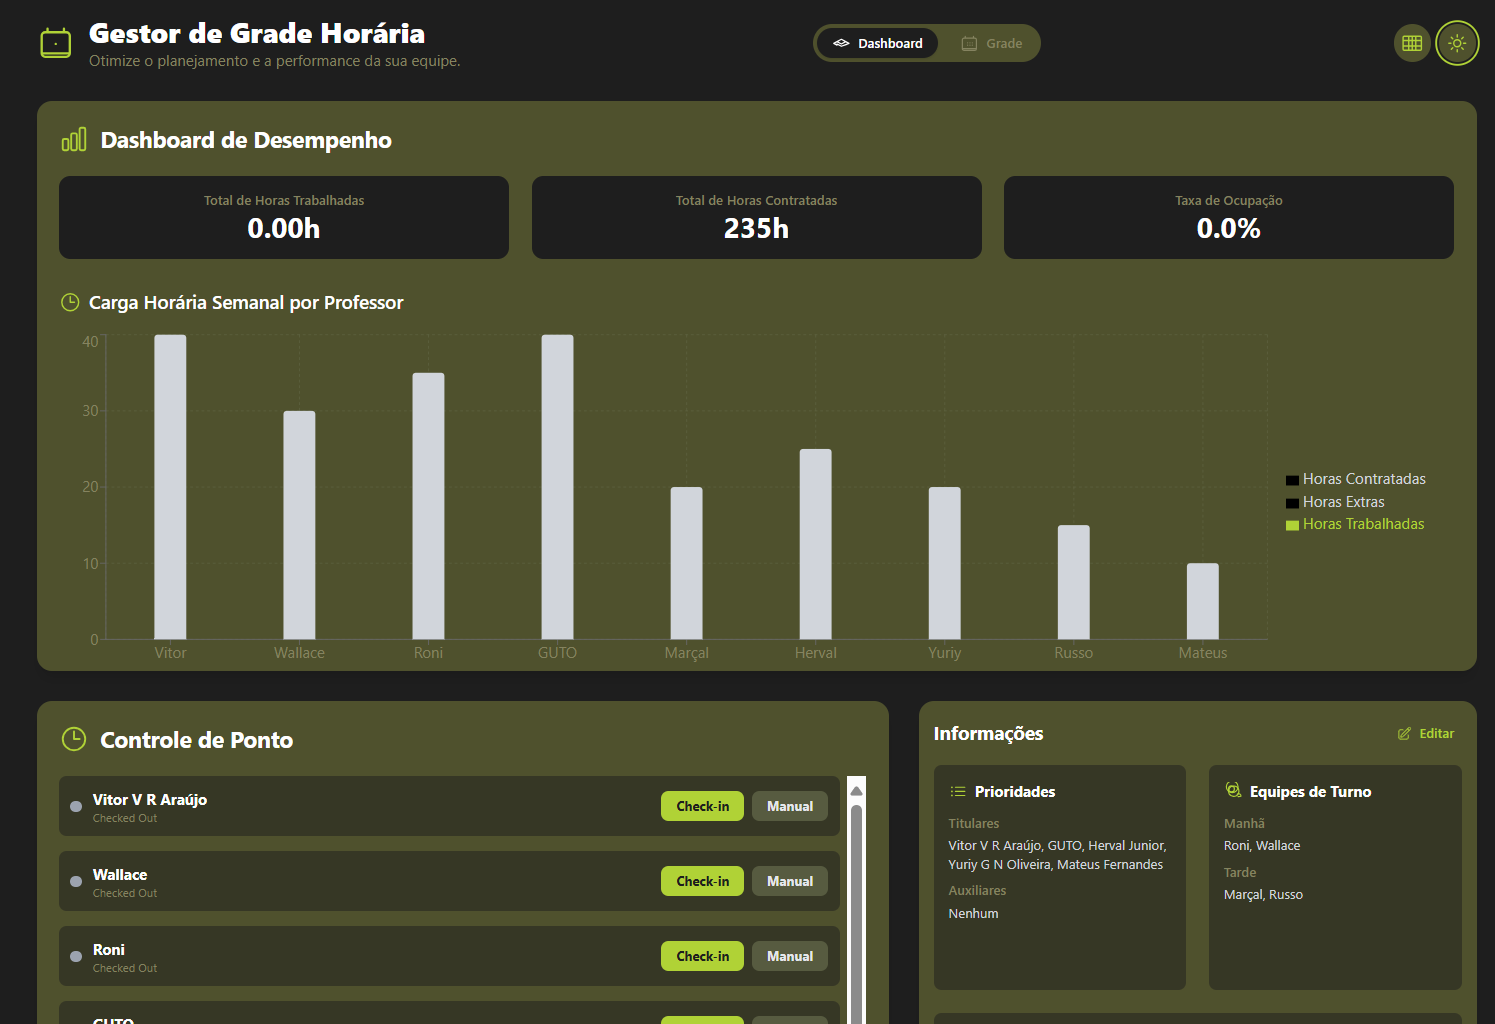 Gestor de Grade Horária
Otimize o planejamento e a performance da sua equipe.
Dashboard
Grade
Dashboard de Desempenho
Total de Horas Trabalhadas
0.00h
Total de Horas Contratadas
235h
Taxa de Ocupação
0.0%
Carga Horária Semanal por Professor
40
30
20
10
0
Vitor
Wallace
Roni
GUTO
Marçal
Herval
Yuriy
Russo
Mateus
Horas Contratadas
Horas Extras
Horas Trabalhadas
Controle de Ponto
Vitor V R Araújo
Checked Out
Check-in
Manual
Wallace
Checked Out
Check-in
Manual
Roni
Checked Out
Check-in
Manual
GUTO
Informações
Editar
Prioridades
Titulares
Vitor V R Araújo, GUTO, Herval Junior,
Yuriy G N Oliveira, Mateus Fernandes
Auxiliares
Nenhum
Equipes de Turno
Manhã
Roni, Wallace
Tarde
Marçal, Russo